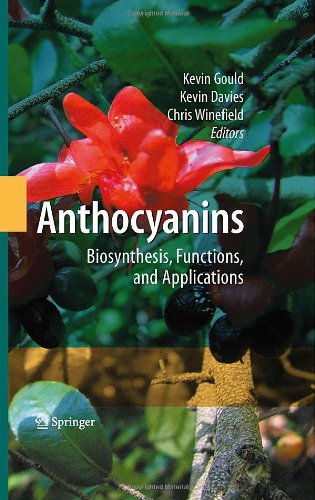 Kevin Gould
Kevin Davies
Chris Winefield
Editors
Anthocyanins
Biosynthesis, Functions,
and Applications
Springer